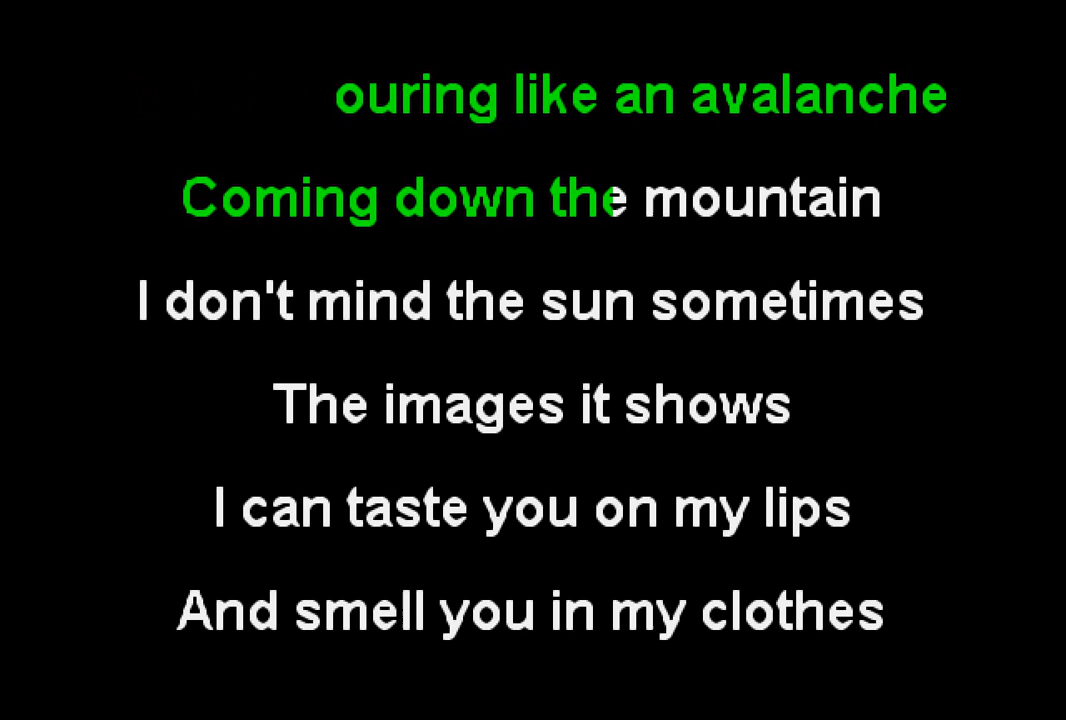 ouring like an avalanche
Coming down the mountain
I don't mind the sun sometimes
The images it shows
I can taste you on my lips
And smell you in my clothes